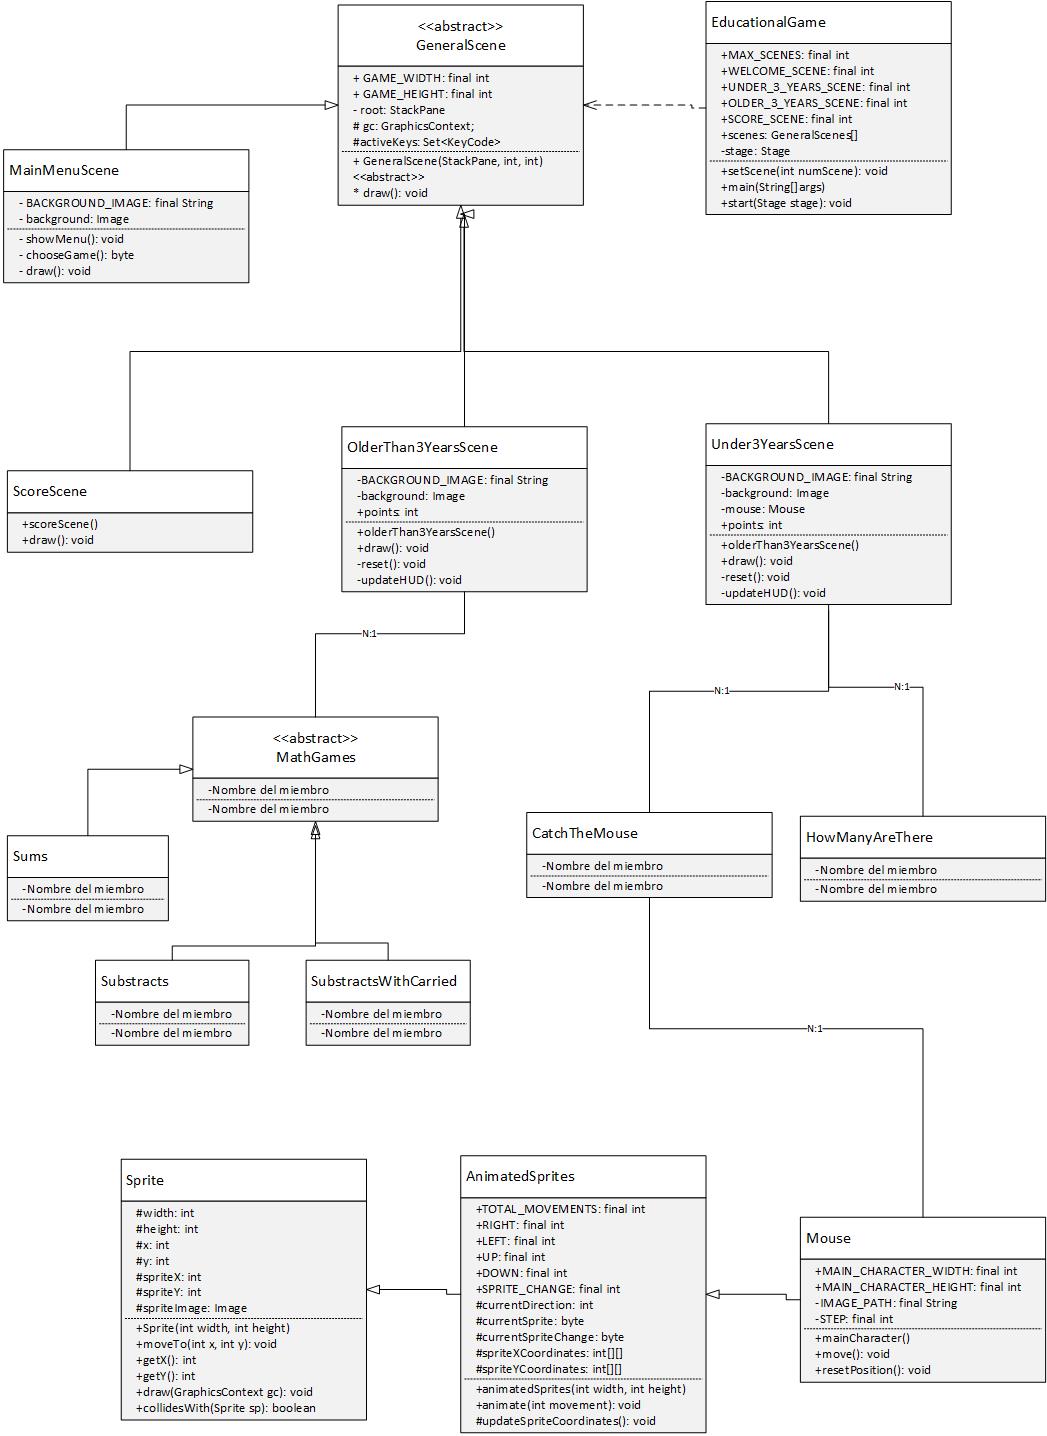 <<abstract>>
GeneralScene
+ GAME_WIDTH: final int
+ GAME_HEIGHT: final int
- root: StackPane
# gc: GraphicsContext;
#activeKeys: Set<KeyCode>
+ GeneralScene(StackPane, int, int)
<<abstract>>
* draw(): void
EducationalGame
+MAX_SCENES: final int
+WELCOME_SCENE: final int
+UNDER_3_YEARS_SCENE: final int
+OLDER_3_YEARS_SCENE: final int
+SCORE_SCENE: final int
+scenes: GeneralScenes[]
-stage: Stage
+setScene(int numScene): void
+main(String[]args)
+start(Stage stage): void
MainMenuScene
- BACKGROUND_IMAGE: final String
- background: Image
- showMenu(): void
- chooseGame(): byte
- draw(): void
ScoreScene
+scoreScene()
+draw(): void
OlderThan3YearsScene
-BACKGROUND_IMAGE: final String
-background: Image
+points: int
+olderThan3YearsScene()
+draw(): void
-reset(): void
-updateHUD(): void
Under3YearsScene
-BACKGROUND_IMAGE: final String
-background: Image
-mouse: Mouse
+points: int
+olderThan3YearsScene()
+draw(): void
-reset(): void
-updateHUD(): void
N:1
N:1
N:1
<<abstract>>
MathGames
-Nombre del miembro
-Nombre del miembro
CatchTheMouse
-Nombre del miembro
-Nombre del miembro
HowManyAreThere
-Nombre del miembro
-Nombre del miembro
Sums
-Nombre del miembro
-Nombre del miembro
Substracts
-Nombre del miembro
-Nombre del miembro
SubstractsWithCarried
-Nombre del miembro
-Nombre del miembro
N:1
Sprite
#width: int
#height: int
#x: int
#y: int
#spriteX: int
#spriteY: int
#spriteImage: Image
+Sprite(int width, int height)
+moveTo(int x, int y): void
+getX(): int
+getY(): int
+draw(GraphicsContext gc): void
+collidesWith(Sprite sp): boolean
AnimatedSprites
+TOTAL_MOVEMENTS: final int
+RIGHT: final int
+LEFT: final int
+UP: final int
+DOWN: final int
+SPRITE_CHANGE: final int
#currentDirection: int
#currentSprite: byte
#currentSpriteChange: byte
#spriteXCoordinates: int[][]
#spriteYCoordinates: int[][]
+animatedSprites(int width, int height)
+animate(int movement): void
#updateSpriteCoordinates(): void
Mouse
+MAIN_CHARACTER_WIDTH: final int
+MAIN_CHARACTER_HEIGHT: final int
-IMAGE_PATH: final String
-STEP: final int
+mainCharacter()
+move(): void
+resetPosition(): void